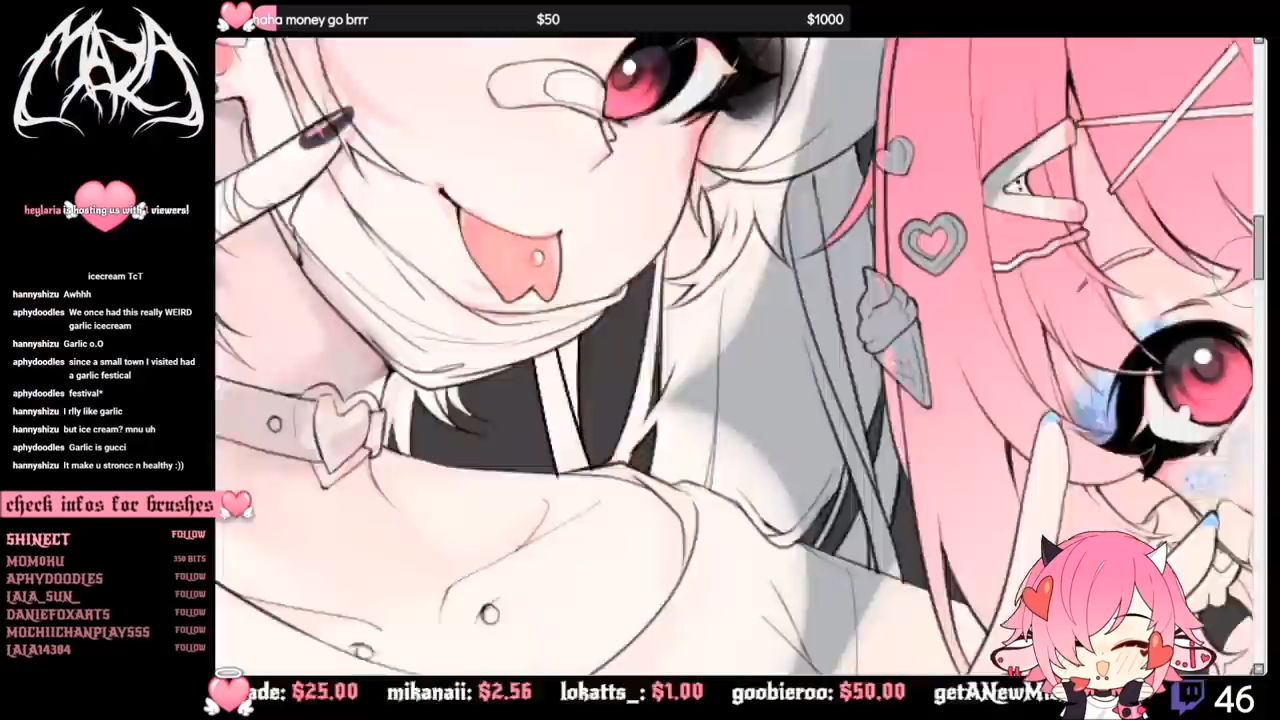 haha money go brrr $50 $1000
MAYA
heylaria is hosting us with 1 viewers!
icecream TcT
hannyshizu Awhhh
aphydoodles We once had this really WEIRD
garlic icecream
hannyshizu Garlic o.O
aphydoodles since a small town I visited had
a garlic festical
aphydoodles festival*
hannyshizu I rlly like garlic
hannyshizu but ice cream? mnu uh
aphydoodles Garlic is gucci
hannyshizu It make u stroncc n healthy :))
check infos for brushes
SHINECT FOLLOW
MOMOKU 350 BITS
APHYDOODLES FOLLOW
LALA_SUN_ FOLLOW
DANIEFOXARTS FOLLOW
MOCHIICHANPLAYSSS FOLLOW
LALA14304 FOLLOW
ade: $25.00 mikanaii: $2.56 lokatts_: $1.00 goobieroo: $50.00 getANewM
46